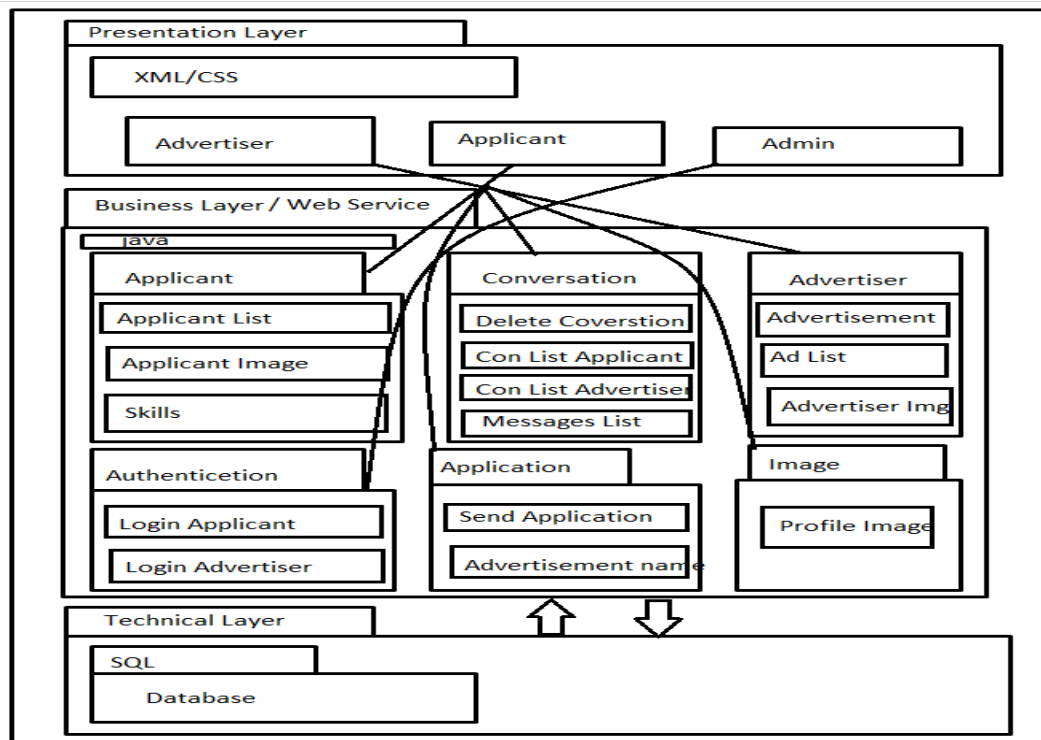 Presentation Layer
XML/CSS
Advertiser
Applicant
Admin
Business Layer / Web Service
java
Applicant
Applicant List
Applicant Image
Skills
Conversation
Delete Coverstion
Con List Applicant
Con List Advertiser
Messages List
Advertiser
Advertisement
Ad List
Advertiser Img
Authenticetion
Login Applicant
Login Advertiser
Application
Send Application
Advertisement name
Image
Profile Image
Technical Layer
SQL
Database